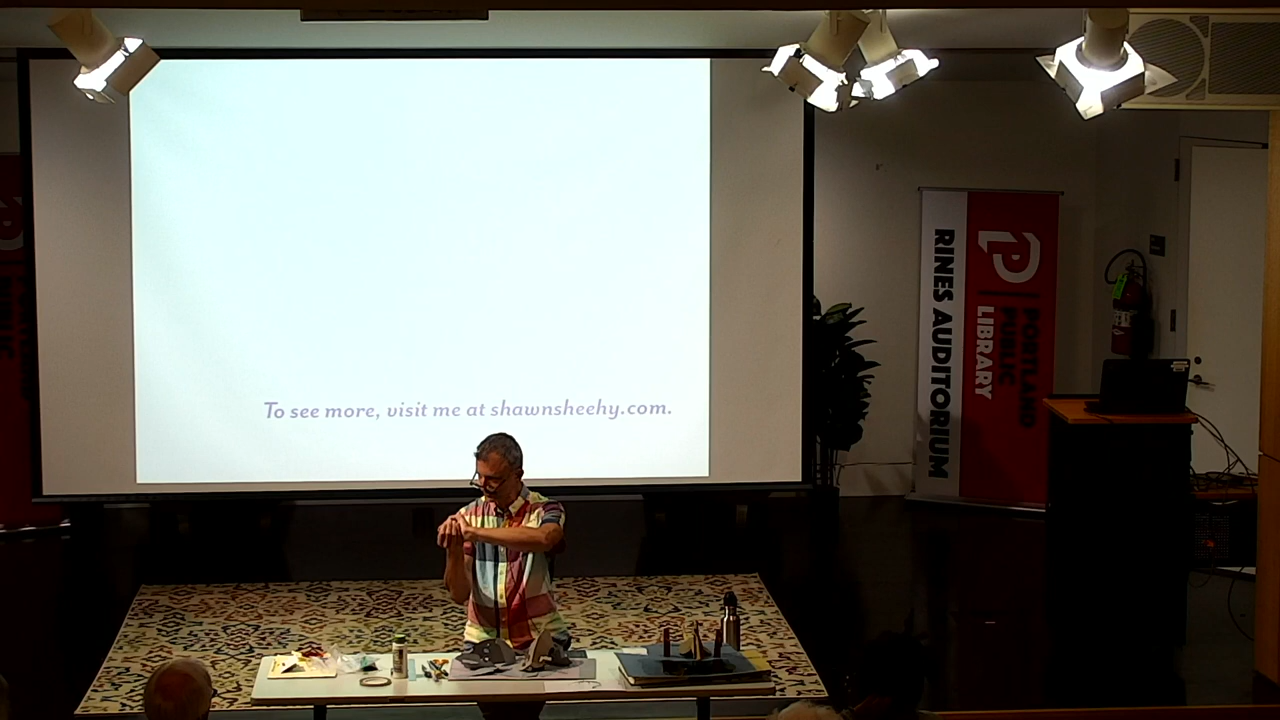 To see more, visit me at shawnsheehy.com.
RINES AUDITORIUM
PORTLAND
PUBLIC
LIBRARY